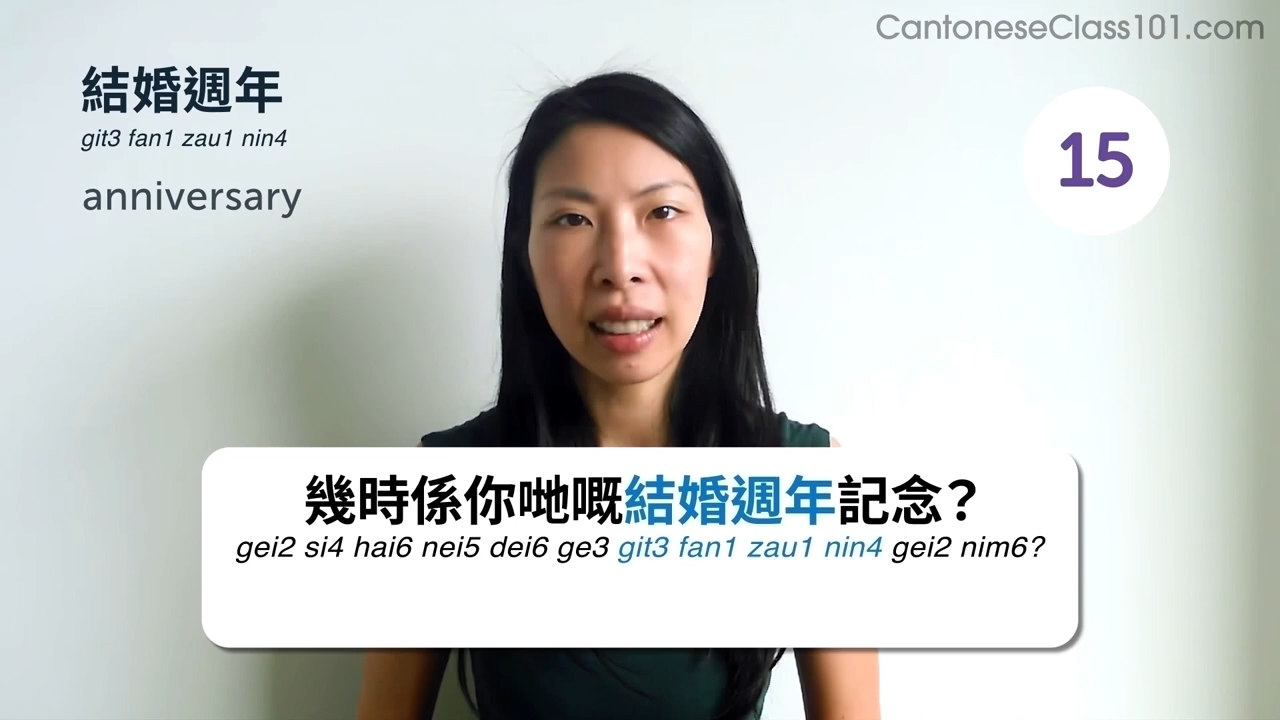 CantoneseClass101.com
結婚週年
git3 fan1 zau1 nin4
anniversary
15
幾時係你哋嘅結婚週年記念？
gei2 si4 hai6 nei5 dei6 ge3 git3 fan1 zau1 nin4 gei2 nim6?